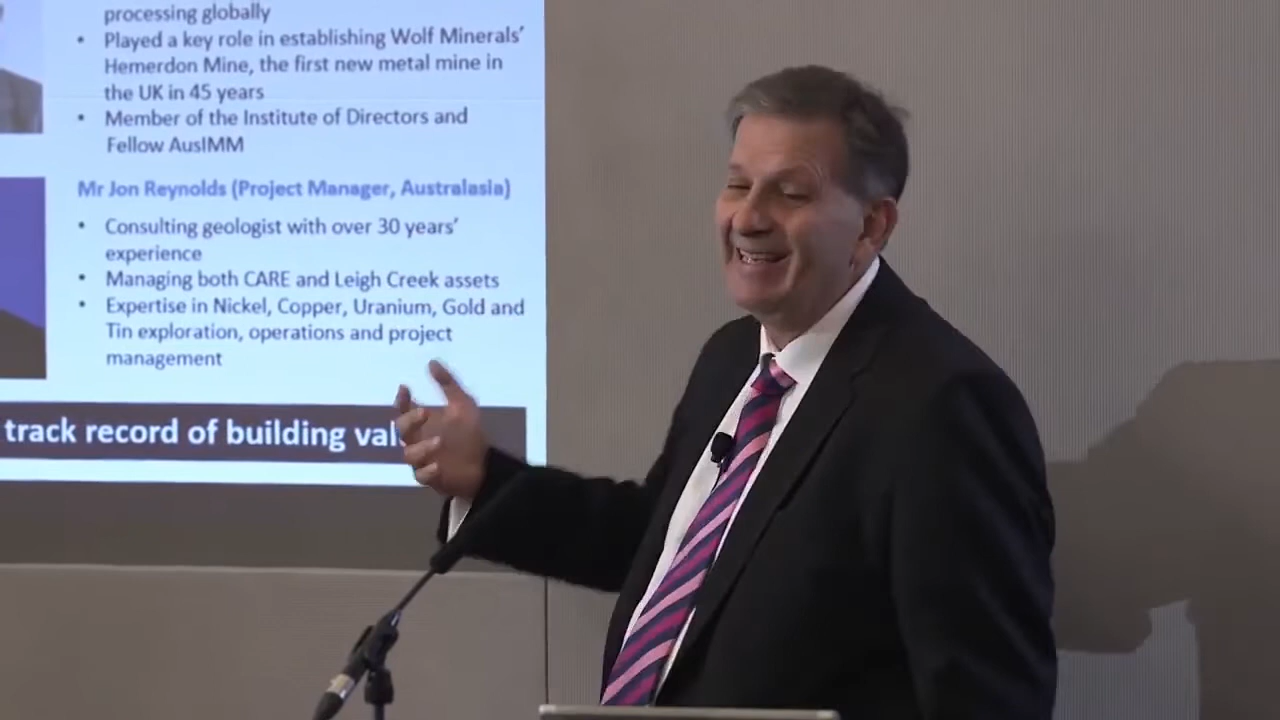 processing globally
• Played a key role in establishing Wolf Minerals'
Hemerdon Mine, the first new metal mine in
the UK in 45 years
• Member of the Institute of Directors and
Fellow AusIMM
Mr Jon Reynolds (Project Manager, Australasia)
• Consulting geologist with over 30 years'
experience
• Managing both CARE and Leigh Creek assets
• Expertise in Nickel, Copper, Uranium, Gold and
Tin exploration, operations and project
management
track record of building